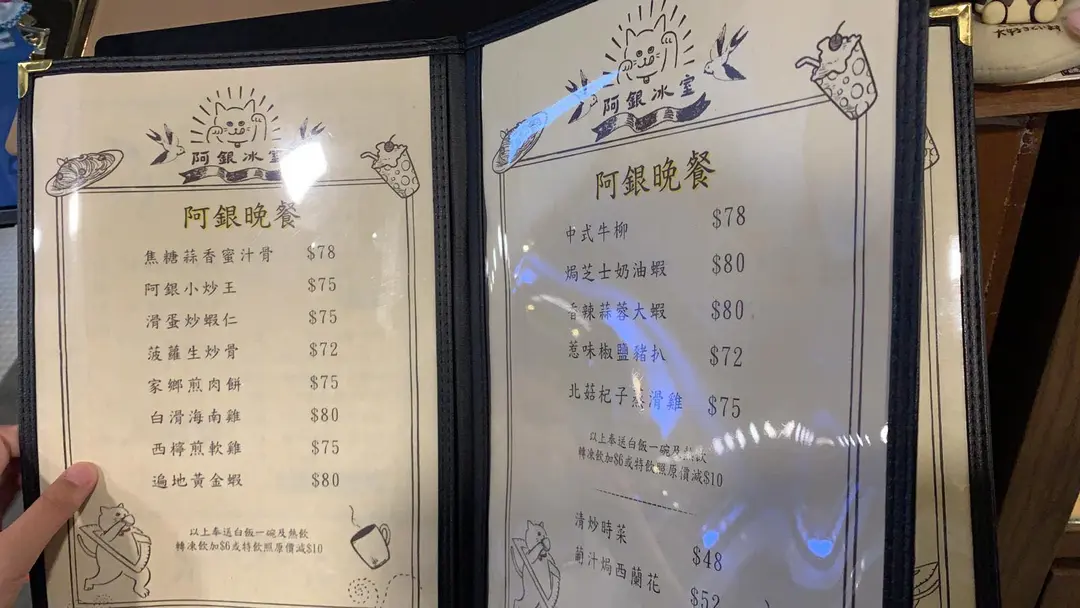 阿銀冰室
阿銀晚餐
焦糖蒜香蜜汁骨 $78
阿銀小炒王 $75
滑蛋炒蝦仁 $75
菠蘿生炒骨 $72
家鄉煎肉餅 $75
白滑海南雞 $80
西檸煎軟雞 $75
遍地黃金蝦 $80
以上奉送白飯一碗及熱飲
轉凍飲加$6或特飲照原價減$10
阿銀冰室
阿銀晚餐
中式牛柳 $78
焗芝士奶油蝦 $80
香辣蒜蓉大蝦 $80
惹味椒鹽豬扒 $72
北菇杞子蒸滑雞 $75
以上奉送白飯一碗及熱飲
轉凍飲加$6或特飲照原價減$10
清炒時菜 $48
葡汁焗西蘭花 $52